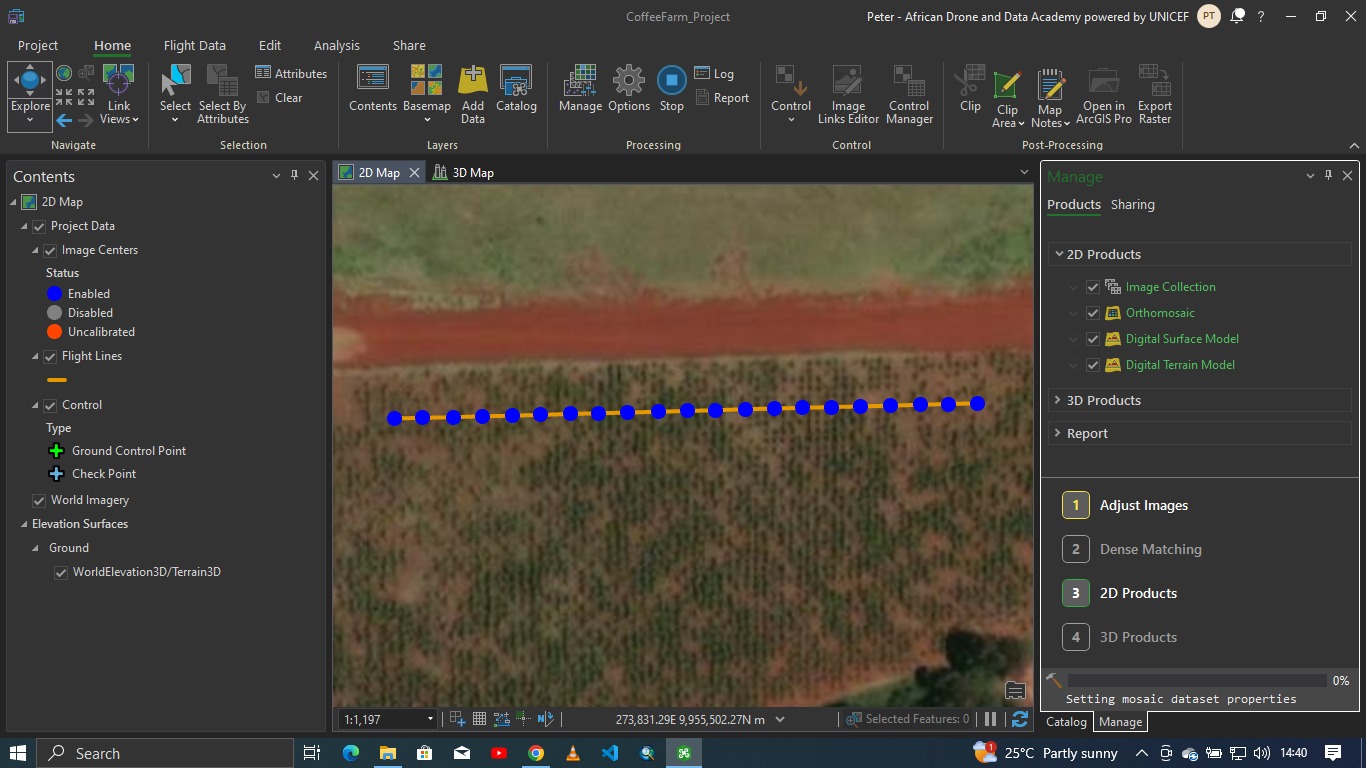 CoffeeFarm_Project
Peter - African Drone and Data Academy powered by UNICEF
PT
?
Project Home Flight Data Edit Analysis Share
Explore
Link Views
Navigate
Select
Select By Attributes
Attributes
Clear
Selection
Contents
Basemap
Add Data
Catalog
Layers
Manage
Options
Stop
Log
Report
Processing
Control
Image Links Editor
Control Manager
Control
Clip
Clip Area
Map Notes
Open in ArcGIS Pro
Export Raster
Post-Processing
Contents
2D Map
Project Data
Image Centers
Status
Enabled
Disabled
Uncalibrated
Flight Lines
Control
Type
Ground Control Point
Check Point
World Imagery
Elevation Surfaces
Ground
WorldElevation3D/Terrain3D
2D Map
3D Map
1:1,197
273,831.29E 9,955,502.27N m
Selected Features: 0
Manage
Products Sharing
2D Products
Image Collection
Orthomosaic
Digital Surface Model
Digital Terrain Model
3D Products
Report
1 Adjust Images
2 Dense Matching
3 2D Products
4 3D Products
0%
Setting mosaic dataset properties
Catalog Manage
Search
1
25°C Partly sunny
14:40